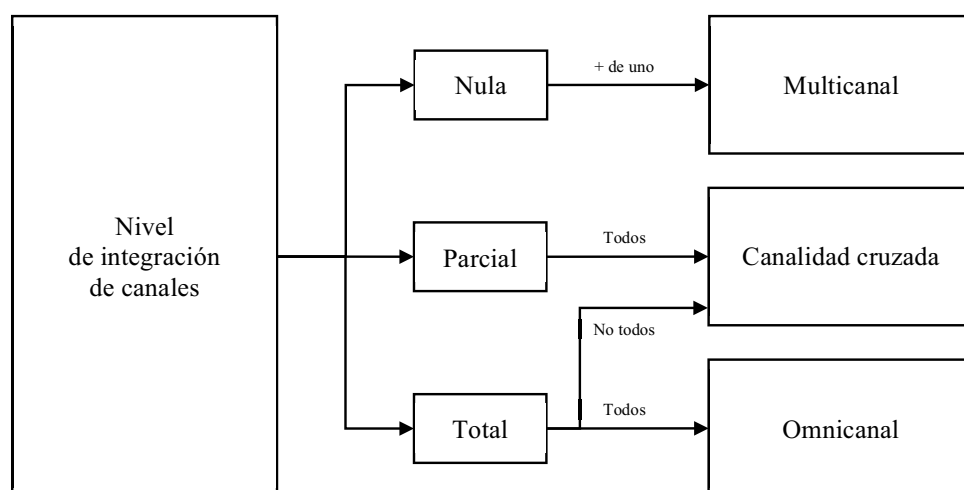 Nivel
de integración
de canales
Nula
+ de uno
Multicanal
Parcial
Todos
Canalidad cruzada
No todos
Total
Todos
Omnicanal